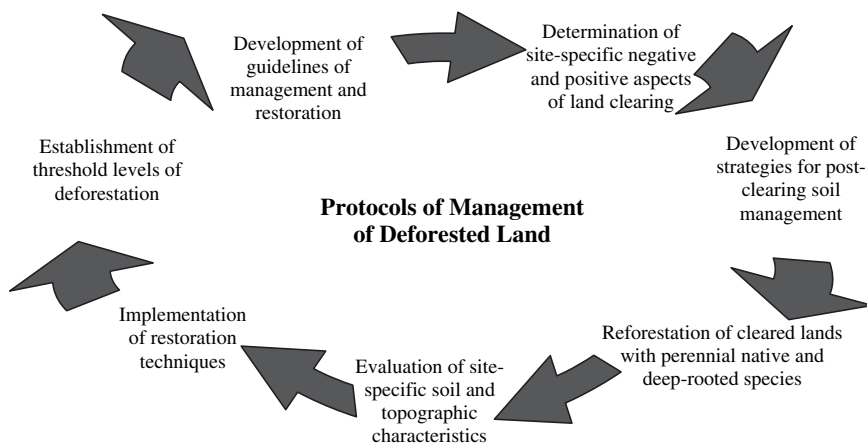 Development of
guidelines of
management and
restoration
Determination of
site-specific negative
and positive aspects
of land clearing
Development of
strategies for post-
clearing soil
management
Reforestation of cleared lands
with perennial native and
deep-rooted species
Evaluation of site-
specific soil and
topographic
characteristics
Implementation
of restoration
techniques
Establishment of
threshold levels of
deforestation
Protocols of Management
of Deforested Land